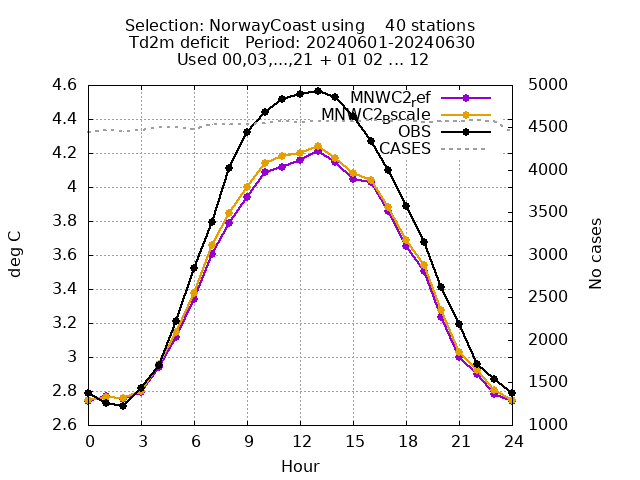 Selection: NorwayCoast using    40 stations
Td2m deficit   Period: 20240601-20240630
Used 00,03,...,21 + 01 02 ... 12
4.6
4.4
4.2
4
3.8
3.6
3.4
3.2
3
2.8
2.6
deg C
5000
4500
4000
3500
3000
2500
2000
1500
1000
No cases
MNWC2_ref
MNWC2_Bscale
OBS
CASES
0 3 6 9 12 15 18 21 24
Hour